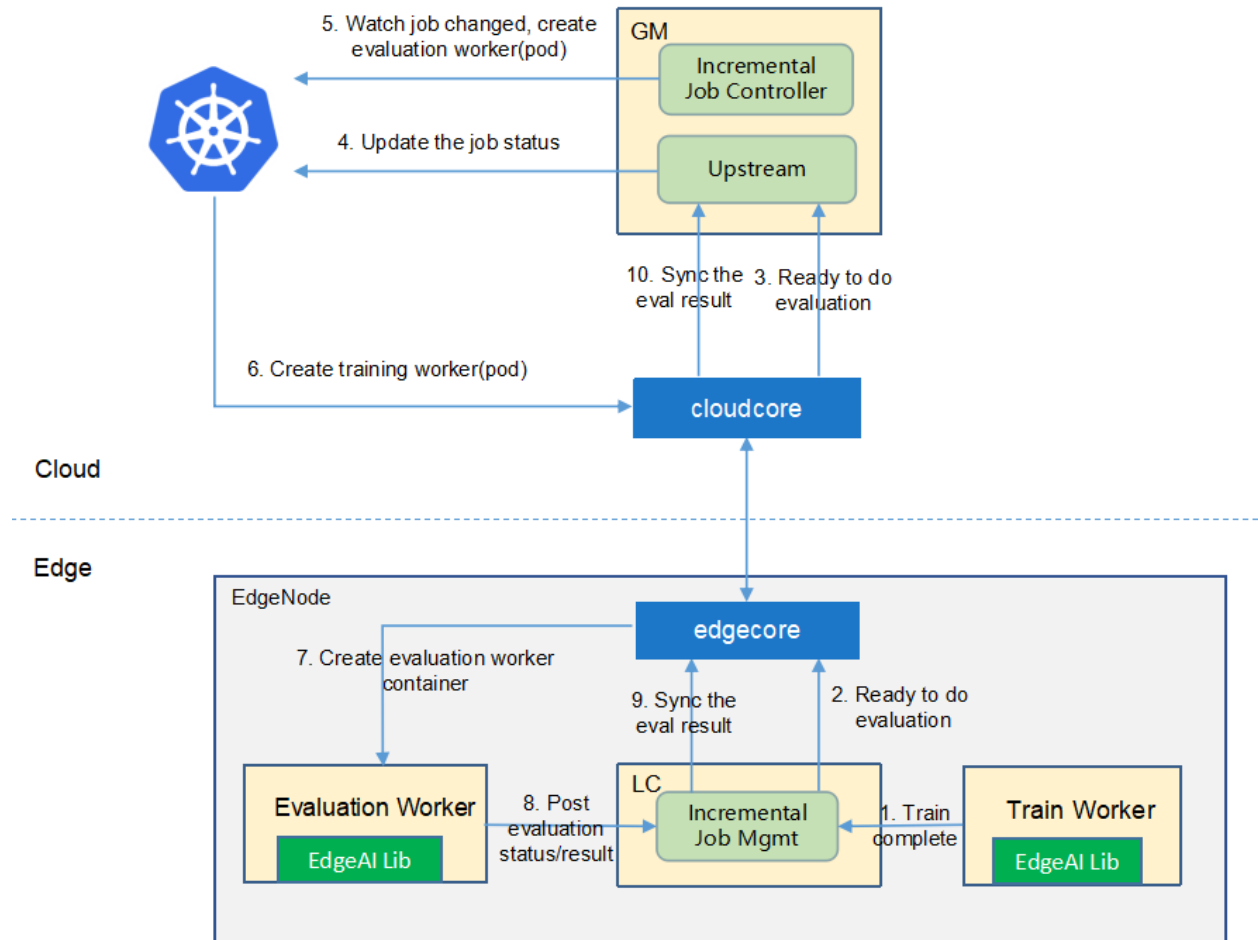 5. Watch job changed, create
evaluation worker(pod)
GM
Incremental
Job Controller
4. Update the job status
Upstream
10. Sync the
eval result
3. Ready to do
evaluation
6. Create training worker(pod)
cloudcore
Cloud
Edge
EdgeNode
edgecore
7. Create evaluation worker
container
9. Sync the
eval result
2. Ready to do
evaluation
Evaluation Worker
EdgeAI Lib
8. Post
evaluation
status/result
LC
Incremental
Job Mgmt
1. Train
complete
Train Worker
EdgeAI Lib